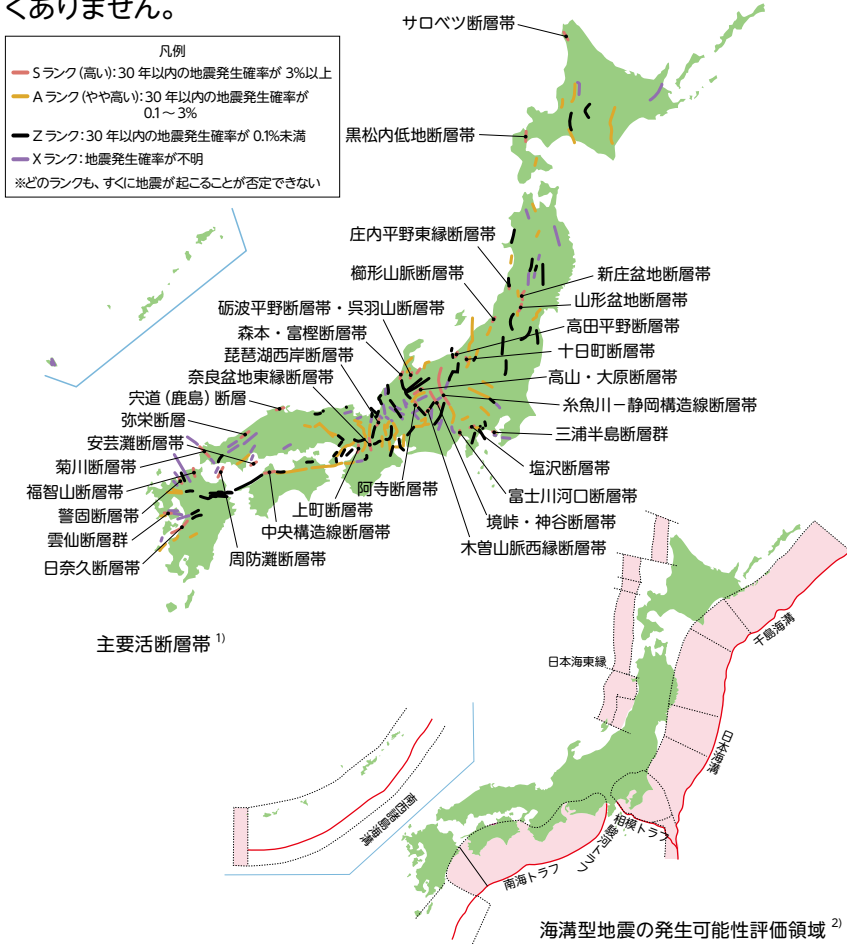 くありません。
凡例
Sランク(高い):30年以内の地震発生確率が3%以上
Aランク(やや高い):30年以内の地震発生確率が
0.1～3%
Zランク:30年以内の地震発生確率が0.1%未満
Xランク:地震発生確率が不明
※どのランクも、すぐに地震が起こることが否定できない
サロベツ断層帯
黒松内低地断層帯
庄内平野東縁断層帯
櫛形山脈断層帯
新庄盆地断層帯
山形盆地断層帯
砺波平野断層帯・呉羽山断層帯
高田平野断層帯
森本・富樫断層帯
十日町断層帯
琵琶湖西岸断層帯
高山・大原断層帯
奈良盆地東縁断層帯
糸魚川－静岡構造線断層帯
宍道(鹿島)断層
三浦半島断層群
弥栄断層
安芸灘断層帯
菊川断層帯
塩沢断層帯
福智山断層帯
阿寺断層帯
富士川河口断層帯
警固断層帯
上町断層帯
境峠・神谷断層帯
雲仙断層群
中央構造線断層帯
木曽山脈西縁断層帯
日奈久断層帯
周防灘断層帯
主要活断層帯 1)
日本海東縁
千島海溝
日本海溝
相模トラフ
駿河トラフ
南海トラフ
南西諸島海溝
海溝型地震の発生可能性評価領域 2)